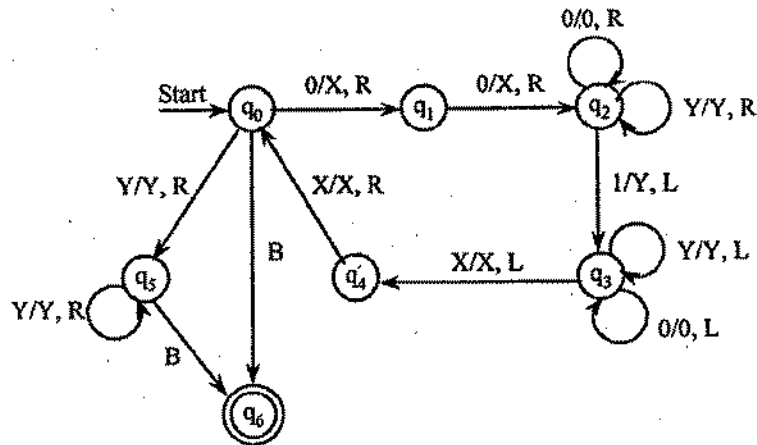 0/0, R
Start
q0
0/X, R
q1
0/X, R
q2
Y/Y, R
Y/Y, R
X/X, R
1/Y, L
B
q5
q4
X/X, L
q3
Y/Y, L
Y/Y, R
0/0, L
B
q6